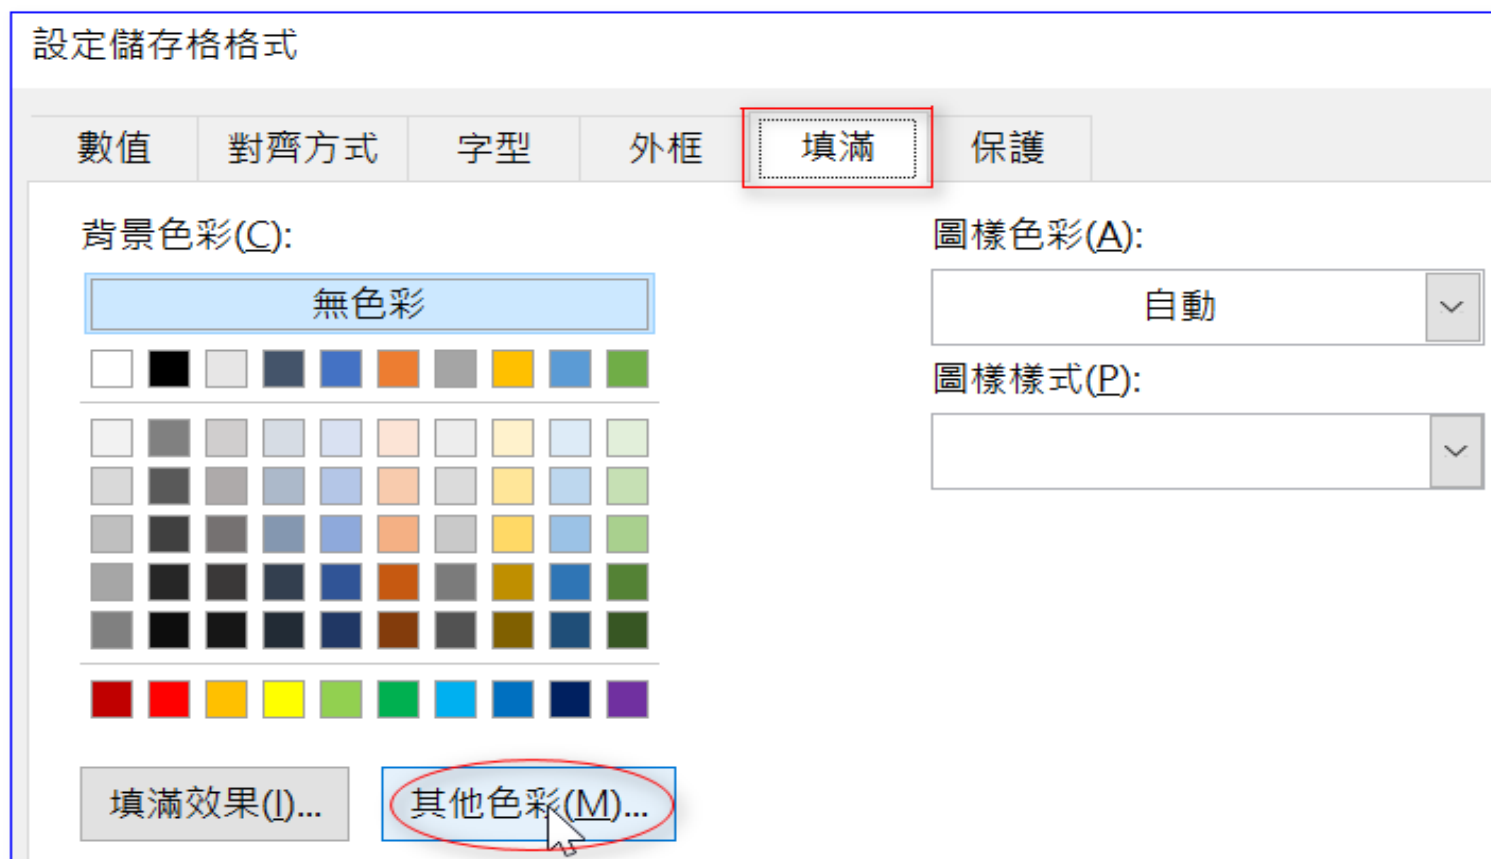 設定儲存格格式
數值 對齊方式 字型 外框 填滿 保護
背景色彩(C):
無色彩
填滿效果(I)...
其他色彩(M)...
圖樣色彩(A):
自動
圖樣樣式(P):